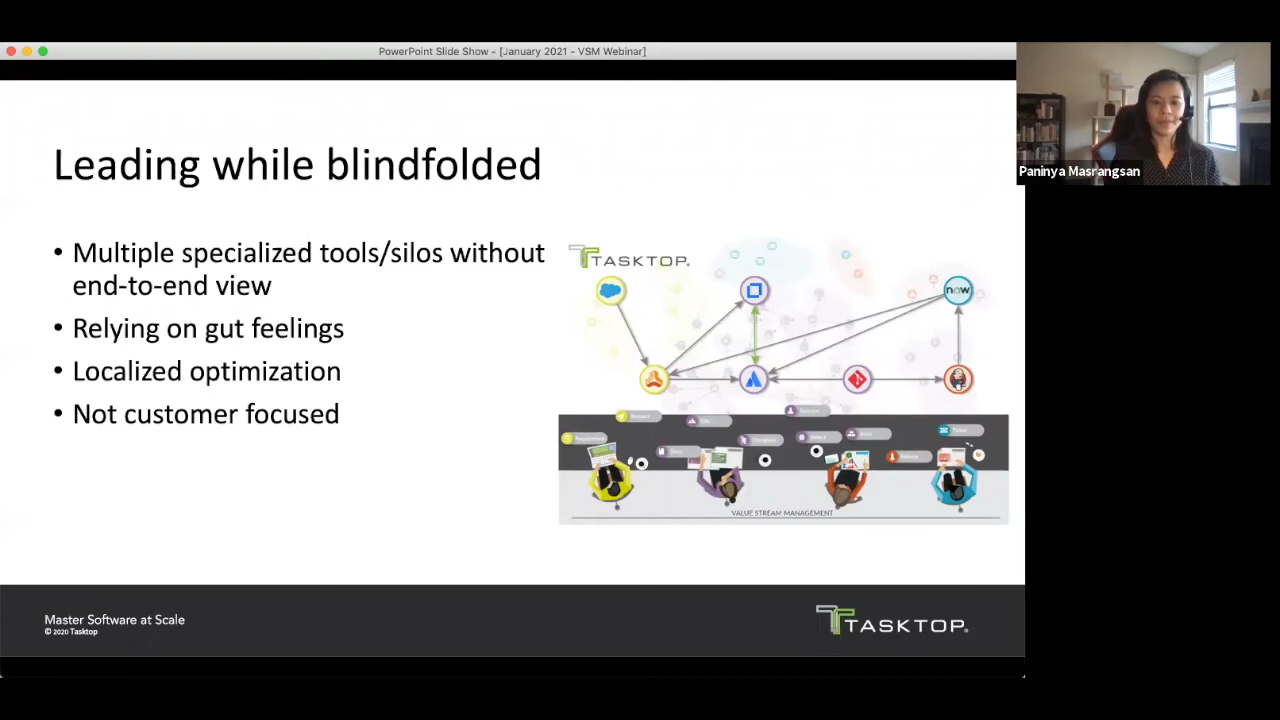 PowerPoint Slide Show - [January 2021 - VSM Webinar]
Paninya Masrangsan
Leading while blindfolded
• Multiple specialized tools/silos without
end-to-end view
• Relying on gut feelings
• Localized optimization
• Not customer focused
TASKTOP®
now
VALUE STREAM MANAGEMENT
Master Software at Scale
© 2020 Tasktop
TASKTOP®